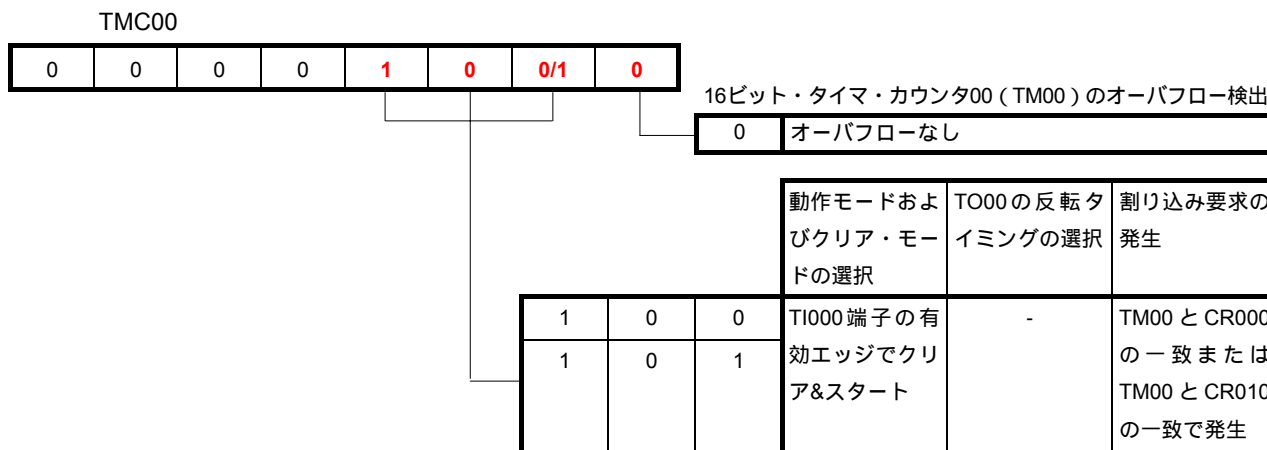 TMC00
0 0 0 0 1 0 0/1 0
16ビット・タイマ・カウンタ00（TM00）のオーバフロー検出
0 オーバフローなし
動作モードおよ
びクリア・モー
ドの選択
TO00の反転タ
イミングの選択
割り込み要求の
発生
1 0 0
1 0 1
TI000端子の有
効エッジでクリ
ア&スタート
-
TM00とCR000
の一致または
TM00とCR010
の一致で発生